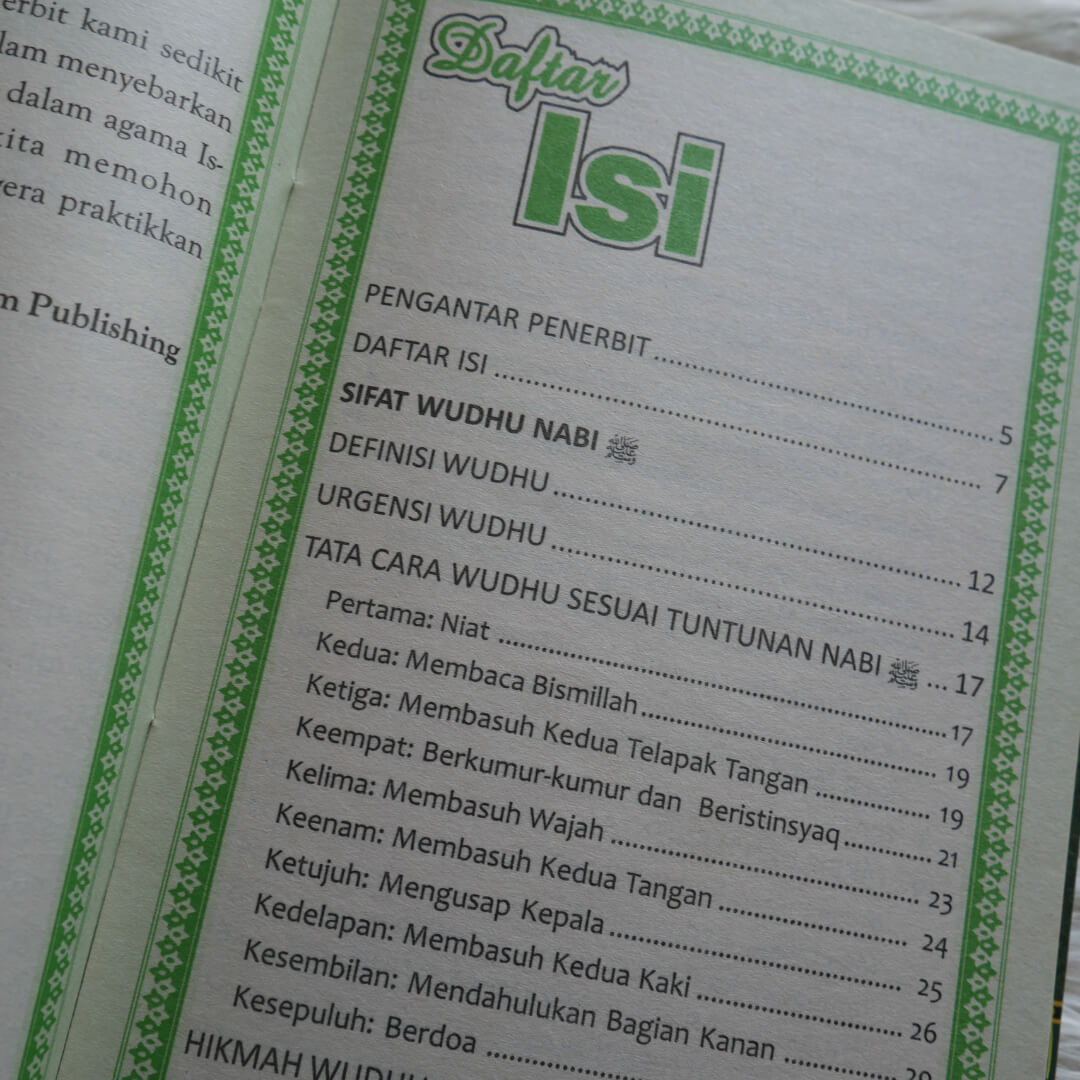 erbit kami sedikit
lam menyebarkan
dalam agama Is-
ita memohon
era praktikkan
m Publishing
Daftar
Isi
PENGANTAR PENERBIT ........ 5
DAFTAR ISI ........ 7
SIFAT WUDHU NABI ﷺ
DEFINISI WUDHU ........ 12
URGENSI WUDHU ........ 14
TATA CARA WUDHU SESUAI TUNTUNAN NABI ﷺ ... 17
Pertama: Niat ........ 17
Kedua: Membaca Bismillah ........ 19
Ketiga: Membasuh Kedua Telapak Tangan ........ 19
Keempat: Berkumur-kumur dan Beristinsyaq ........ 21
Kelima: Membasuh Wajah ........ 23
Keenam: Membasuh Kedua Tangan ........ 24
Ketujuh: Mengusap Kepala ........ 25
Kedelapan: Membasuh Kedua Kaki ........ 26
Kesembilan: Mendahulukan Bagian Kanan ........
Kesepuluh: Berdoa ........
HIKMAH WUDHU